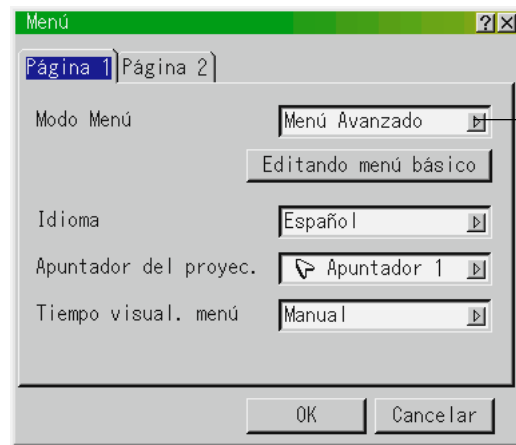 Menú
Página 1 Página 2
Modo Menú Menú Avanzado
Editando menú básico
Idioma Español
Apuntador del proyec. Apuntador 1
Tiempo visual. menú Manual
OK Cancelar